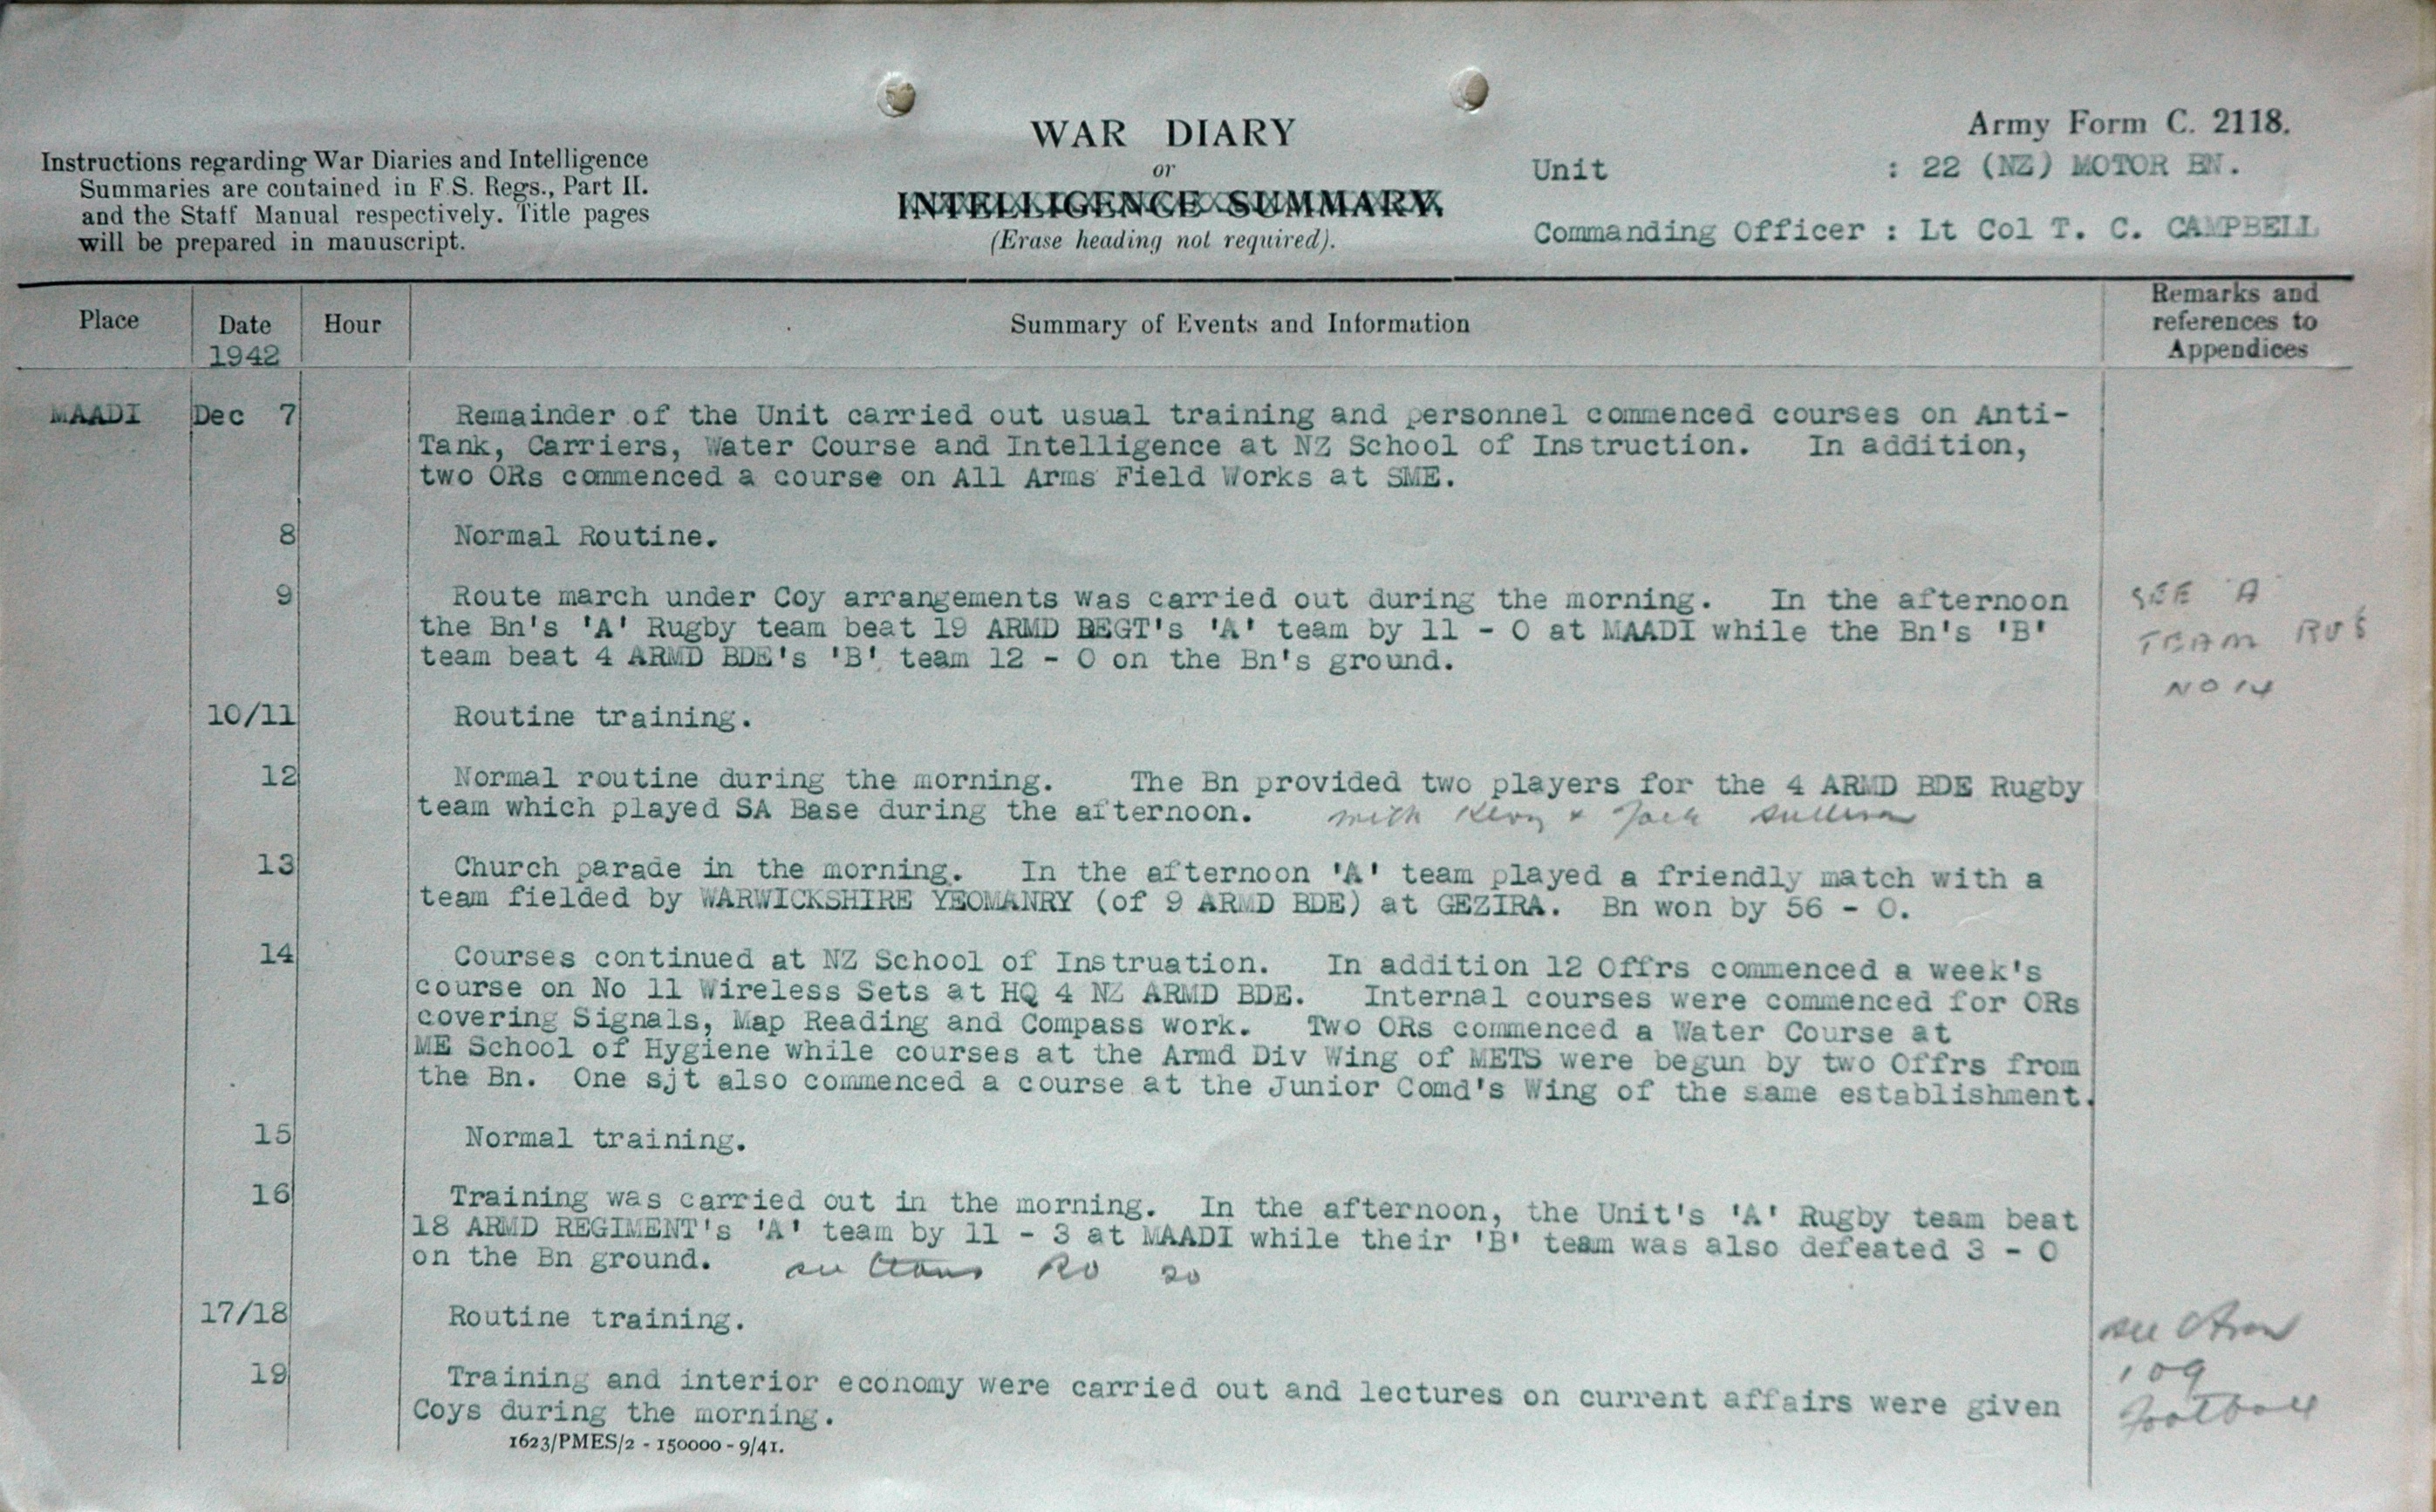 Army Form C. 2118.
Instructions regarding War Diaries and Intelligence
Summaries are contained in F.S. Regs., Part II.
and the Staff Manual respectively. Title pages
will be prepared in manuscript.
WAR DIARY
or
INTELLIGENCE SUMMARY.
(Erase heading not required).
Unit : 22 (NZ) MOTOR BN.
Commanding Officer : Lt Col T. C. CAMPBELL
Place Date Hour Summary of Events and Information Remarks and
references to
Appendices
1942
MAADI Dec 7 Remainder of the Unit carried out usual training and personnel commenced courses on Anti-
Tank, Carriers, Water Course and Intelligence at NZ School of Instruction. In addition,
two ORs commenced a course on All Arms Field Works at SME.
8 Normal Routine.
9 Route march under Coy arrangements was carried out during the morning. In the afternoon
the Bn's 'A' Rugby team beat 19 ARMD REGT's 'A' team by 11 - 0 at MAADI while the Bn's 'B'
team beat 4 ARMD BDE's 'B' team 12 - 0 on the Bn's ground.
SEE A
TEAM
NO 14
10/11 Routine training.
12 Normal routine during the morning. The Bn provided two players for the 4 ARMD BDE Rugby
team which played SA Base during the afternoon. with & Jack Sullivan
13 Church parade in the morning. In the afternoon 'A' team played a friendly match with a
team fielded by WARWICKSHIRE YEOMANRY (of 9 ARMD BDE) at GEZIRA. Bn won by 56 - 0.
14 Courses continued at NZ School of Instruation. In addition 12 Offrs commenced a week's
course on No 11 Wireless Sets at HQ 4 NZ ARMD BDE. Internal courses were commenced for ORs
covering Signals, Map Reading and Compass work. Two ORs commenced a Water Course at
ME School of Hygiene while courses at the Armd Div Wing of METS were begun by two Offrs from
the Bn. One sjt also commenced a course at the Junior Comd's Wing of the same establishment.
15 Normal training.
16 Training was carried out in the morning. In the afternoon, the Unit's 'A' Rugby team beat
18 ARMD REGIMENT's 'A' team by 11 - 3 at MAADI while their 'B' team was also defeated 3 - 0
on the Bn ground. see RO 20
17/18 Routine training.
see
109
Football
19 Training and interior economy were carried out and lectures on current affairs were given
Coys during the morning.
1623/PMES/2 - 150000 - 9/41.